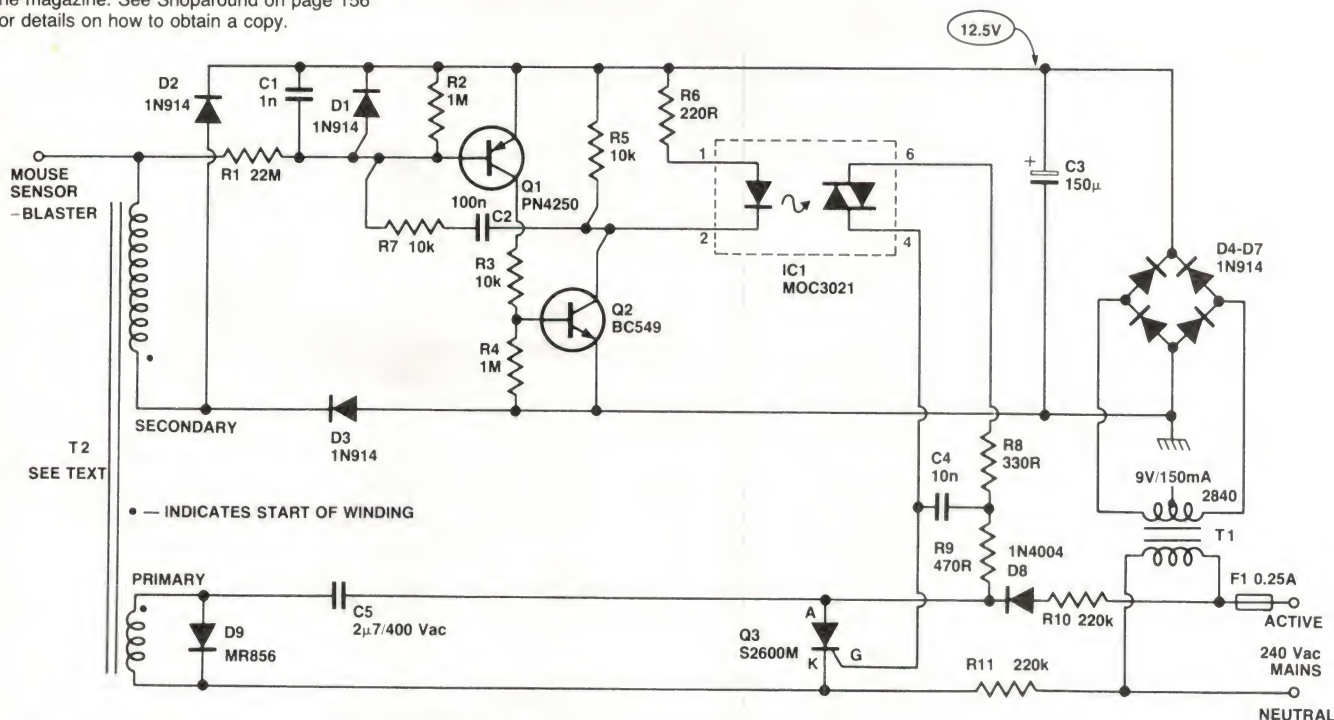 he magazine. See Shoparound on page 156
or details on how to obtain a copy.
12.5V
D2
1N914
C1
1n
D1
1N914
R2
1M
R6
220R
R5
10k
1
6
+
C3
150µ
MOUSE
SENSOR
–BLASTER
R1 22M
Q1
PN4250
100n
C2
R7 10k
2
4
IC1
MOC3021
D4-D7
1N914
R3
10k
Q2
BC549
R4
1M
SECONDARY
D3
1N914
T2
SEE TEXT
C4
10n
R8
330R
9V/150mA
2840
T1
• — INDICATES START OF WINDING
R9
470R
1N4004
D8
F1 0.25A
PRIMARY
C5
2µ7/400 Vac
D9
MR856
A
Q3
S2600M
K
G
R10 220k
ACTIVE
R11 220k
240 Vac
MAINS
NEUTRAL